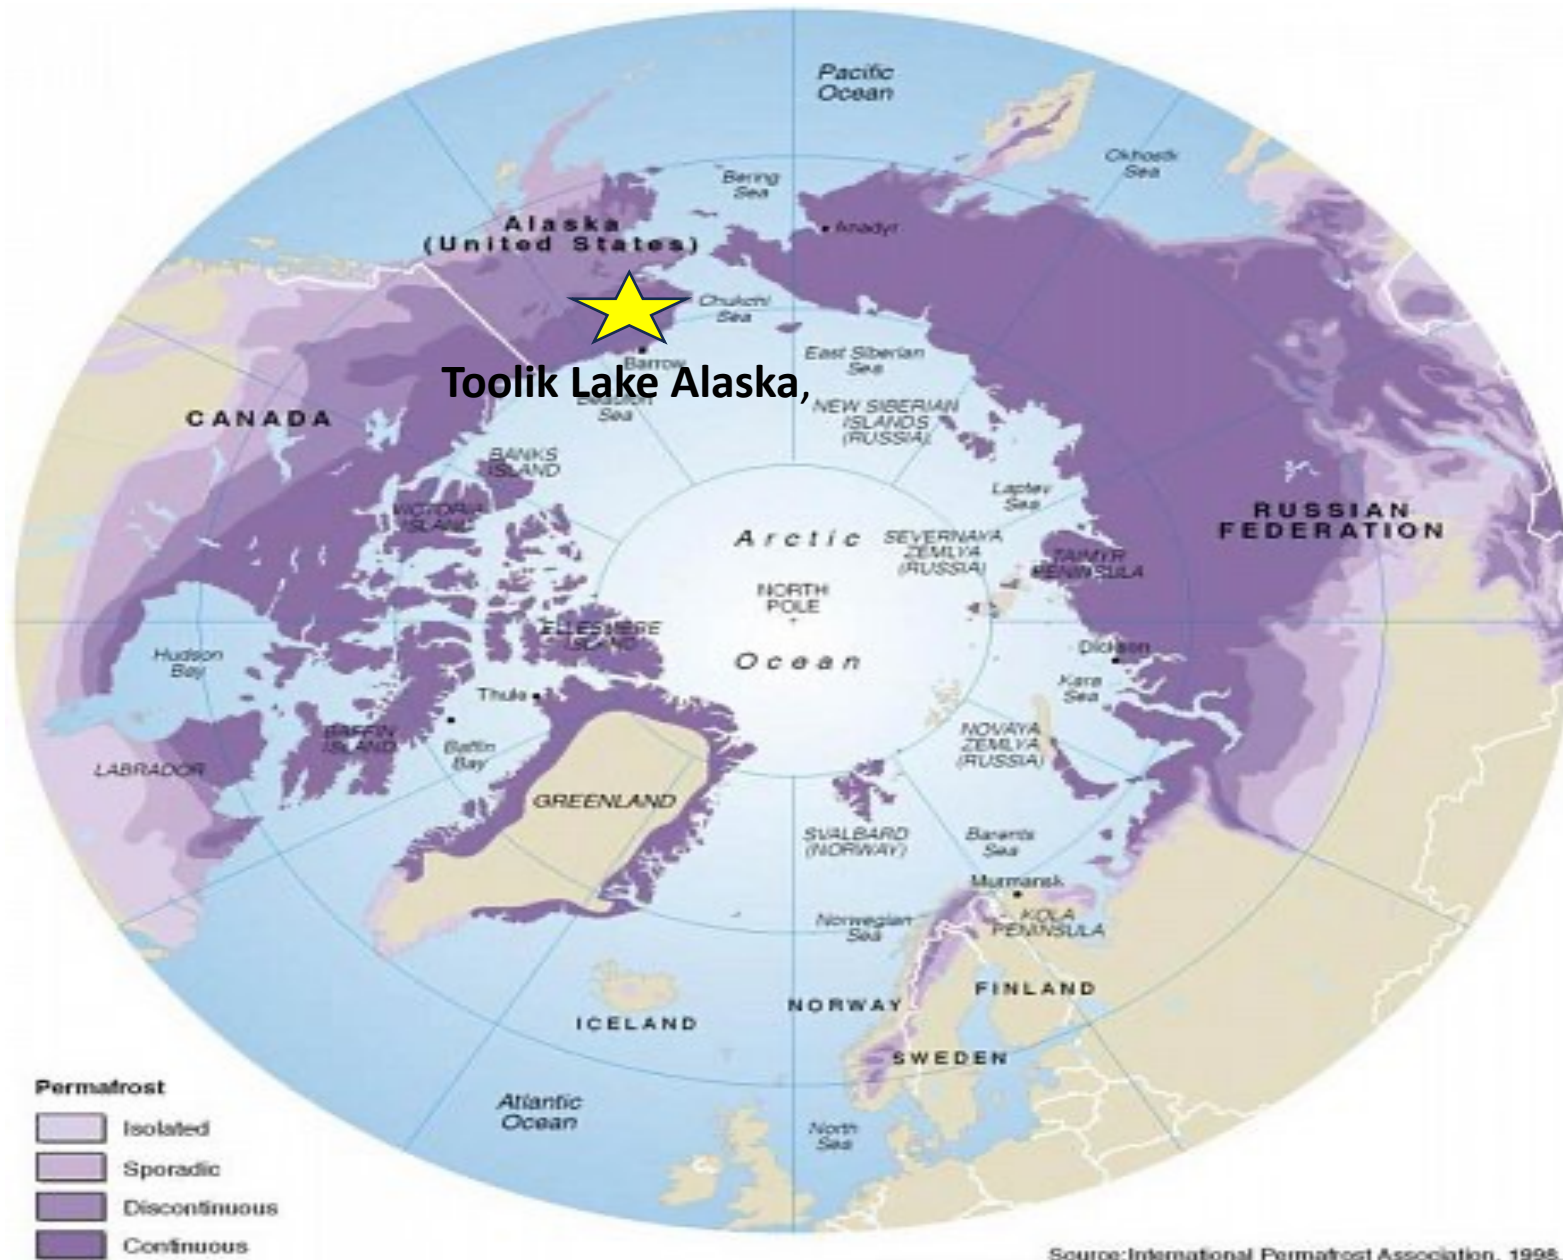 Pacific
Ocean
Okhostk
Sea
Bering
Sea
Alaska
(United States)
Anadyr
Chukchi
Sea
Barrow
Toolik Lake Alaska,
Beaufort
Sea
East Siberian
Sea
NEW SIBERIAN
ISLANDS
(RUSSIA)
CANADA
BANKS
ISLAND
VICTORIA
ISLAND
Laptev
Sea
RUSSIAN
FEDERATION
Arctic
SEVERNAYA
ZEMLYA
(RUSSIA)
TAIMYR
PENINSULA
NORTH
POLE
ELLESMERE
ISLAND
Ocean
Hudson
Bay
Dickson
Kara
Sea
Thule
BAFFIN
ISLAND
Baffin
Bay
NOVAYA
ZEMLYA
(RUSSIA)
LABRADOR
GREENLAND
SVALBARD
(NORWAY)
Barents
Sea
Murmansk
KOLA
PENINSULA
Norwegian
Sea
FINLAND
NORWAY
ICELAND
SWEDEN
Atlantic
Ocean
North
Sea
Permafrost
Isolated
Sporadic
Discontinuous
Continuous
Source:International Permafrost Association, 1998